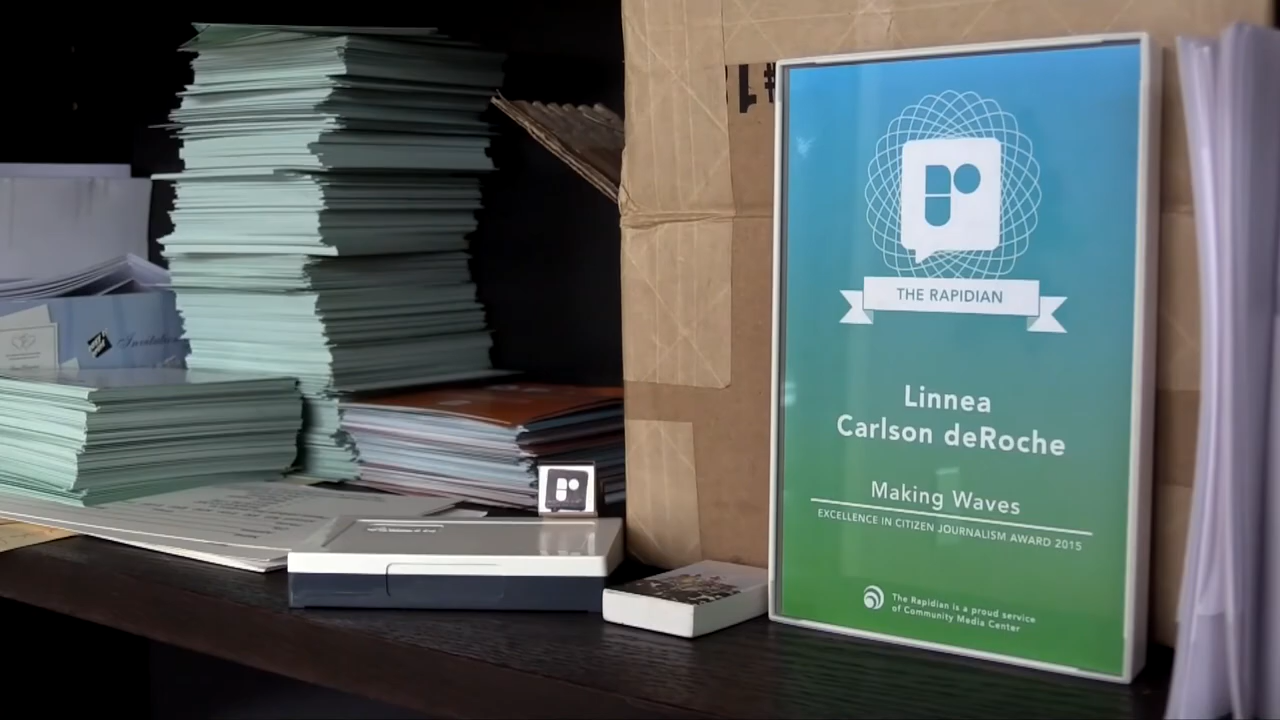 Invitation
THE RAPIDIAN
Linnea
Carlson deRoche
Making Waves
EXCELLENCE IN CITIZEN JOURNALISM AWARD 2015
The Rapidian is a proud service
of Community Media Center